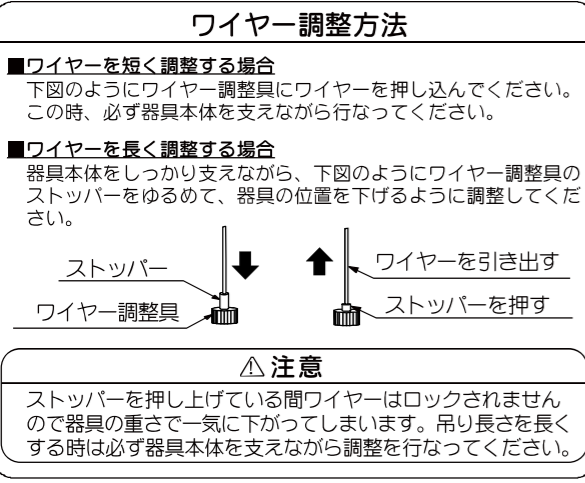 ワイヤー調整方法
■ワイヤーを短く調整する場合
下図のようにワイヤー調整具にワイヤーを押し込んでください。
この時、必ず器具本体を支えながら行なってください。
■ワイヤーを長く調整する場合
器具本体をしっかり支えながら、下図のようにワイヤー調整具の
ストッパーをゆるめて、器具の位置を下げるように調整してくだ
さい。
ストッパー
ワイヤー調整具
ワイヤーを引き出す
ストッパーを押す
⚠注意
ストッパーを押し上げている間ワイヤーはロックされません
ので器具の重さで一気に下がってしまいます。吊り長さを長く
する時は必ず器具本体を支えながら調整を行なってください。